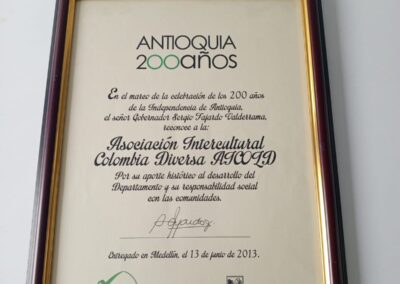 ANTIOQUIA
200años
En el marco de la celebración de los 200 años
de la Independencia de Antioquia,
el señor Gobernador Sergio Fajardo Valderrama,
reconoce a la:
Asociación Intercultural
Colombia Diversa AICOLD
Por su aporte histórico al desarrollo del
Departamento y su responsabilidad social
con las comunidades.
Entregado en Medellín, el 13 de junio de 2013.